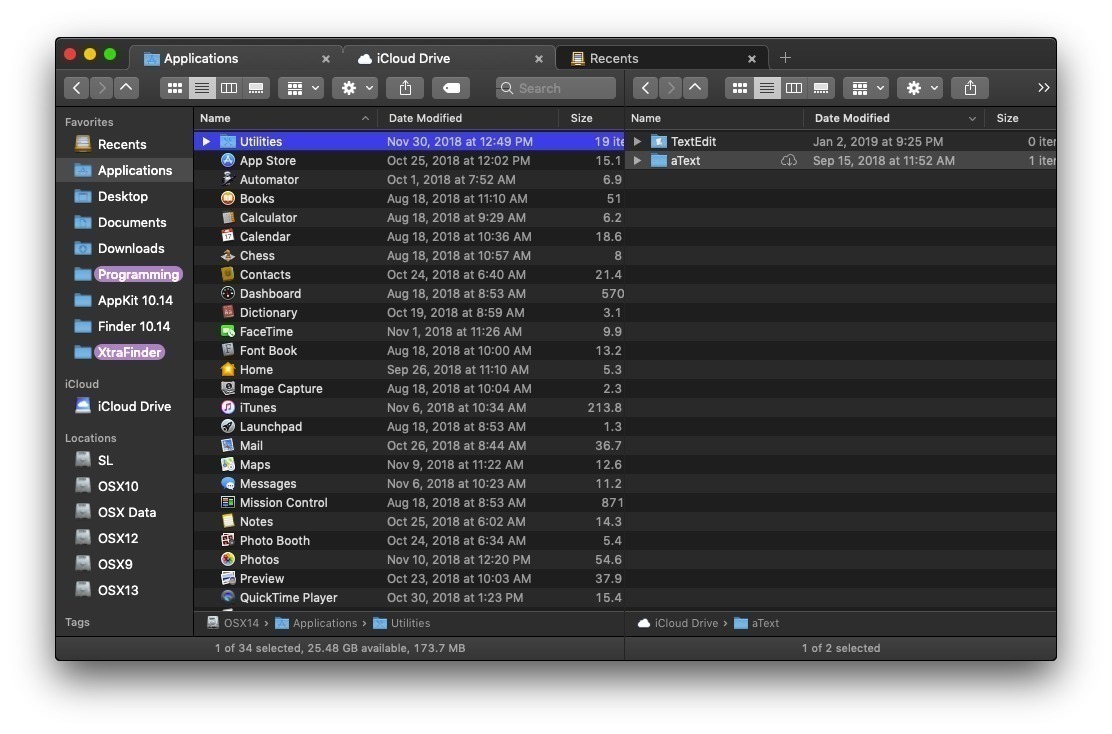 Applications × iCloud Drive × Recents × +
Search
Favorites
Recents
Applications
Desktop
Documents
Downloads
Programming
AppKit 10.14
Finder 10.14
XtraFinder
iCloud
iCloud Drive
Locations
SL
OSX10
OSX Data
OSX12
OSX9
OSX13
Tags
Name Date Modified Size
Utilities Nov 30, 2018 at 12:49 PM 19 ite
App Store Oct 25, 2018 at 12:02 PM 15.1
Automator Oct 1, 2018 at 7:52 AM 6.9
Books Aug 18, 2018 at 11:10 AM 51
Calculator Aug 18, 2018 at 9:29 AM 6.2
Calendar Aug 18, 2018 at 10:36 AM 18.6
Chess Aug 18, 2018 at 10:57 AM 8
Contacts Oct 24, 2018 at 6:40 AM 21.4
Dashboard Aug 18, 2018 at 8:53 AM 570
Dictionary Oct 19, 2018 at 8:59 AM 3.1
FaceTime Nov 1, 2018 at 11:26 AM 9.9
Font Book Aug 18, 2018 at 10:00 AM 13.2
Home Sep 26, 2018 at 11:10 AM 5.3
Image Capture Aug 18, 2018 at 10:04 AM 2.3
iTunes Nov 6, 2018 at 10:34 AM 213.8
Launchpad Aug 18, 2018 at 8:53 AM 1.3
Mail Oct 26, 2018 at 8:44 AM 36.7
Maps Nov 9, 2018 at 11:22 AM 12.6
Messages Nov 6, 2018 at 10:23 AM 11.2
Mission Control Aug 18, 2018 at 8:53 AM 871
Notes Oct 25, 2018 at 6:02 AM 14.3
Photo Booth Oct 24, 2018 at 6:34 AM 5.4
Photos Nov 10, 2018 at 12:20 PM 54.6
Preview Oct 23, 2018 at 10:03 AM 37.9
QuickTime Player Oct 30, 2018 at 1:23 PM 15.4
OSX14 › Applications › Utilities
1 of 34 selected, 25.48 GB available, 173.7 MB
Name Date Modified Size
TextEdit Jan 2, 2019 at 9:25 PM 0 iter
aText Sep 15, 2018 at 11:52 AM 1 iter
iCloud Drive › aText
1 of 2 selected